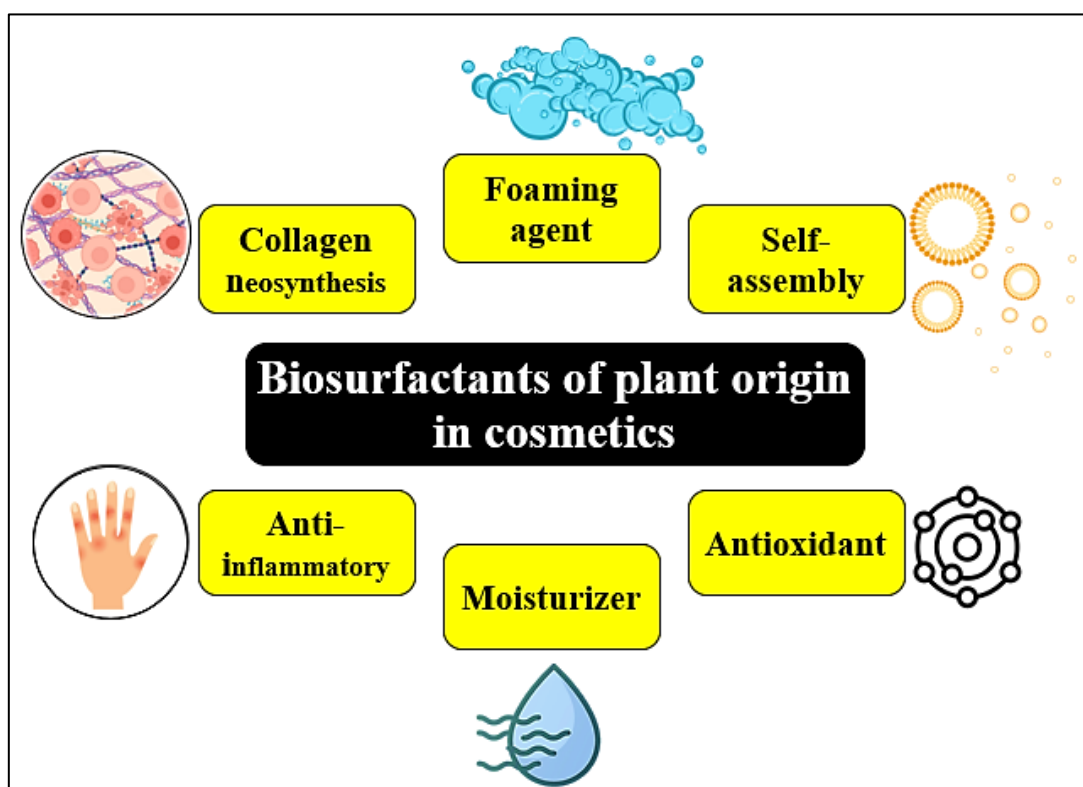 Foaming
agent
Collagen
neosynthesis
Self-
assembly
Biosurfactants of plant origin
in cosmetics
Anti-
inflammatory
Moisturizer
Antioxidant